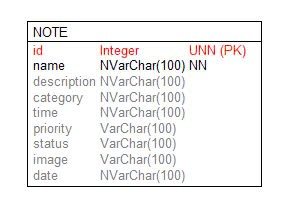 NOTE
id Integer UNN (PK)
name NVarChar(100) NN
description NVarChar(100)
category NVarChar(100)
time NVarChar(100)
priority VarChar(100)
status VarChar(100)
image VarChar(100)
date NVarChar(100)